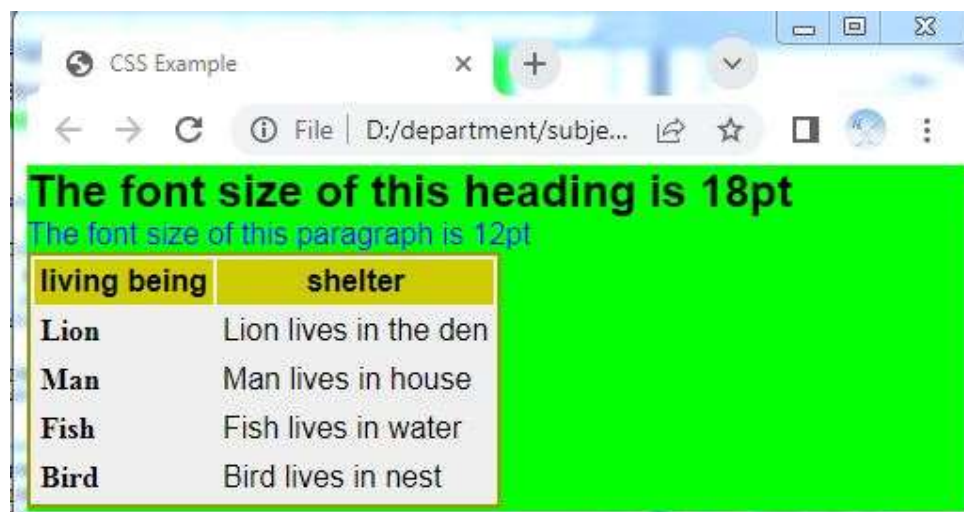 CSS Example
File D:/department/subje...
The font size of this heading is 18pt
The font size of this paragraph is 12pt
living being shelter
Lion Lion lives in the den
Man Man lives in house
Fish Fish lives in water
Bird Bird lives in nest